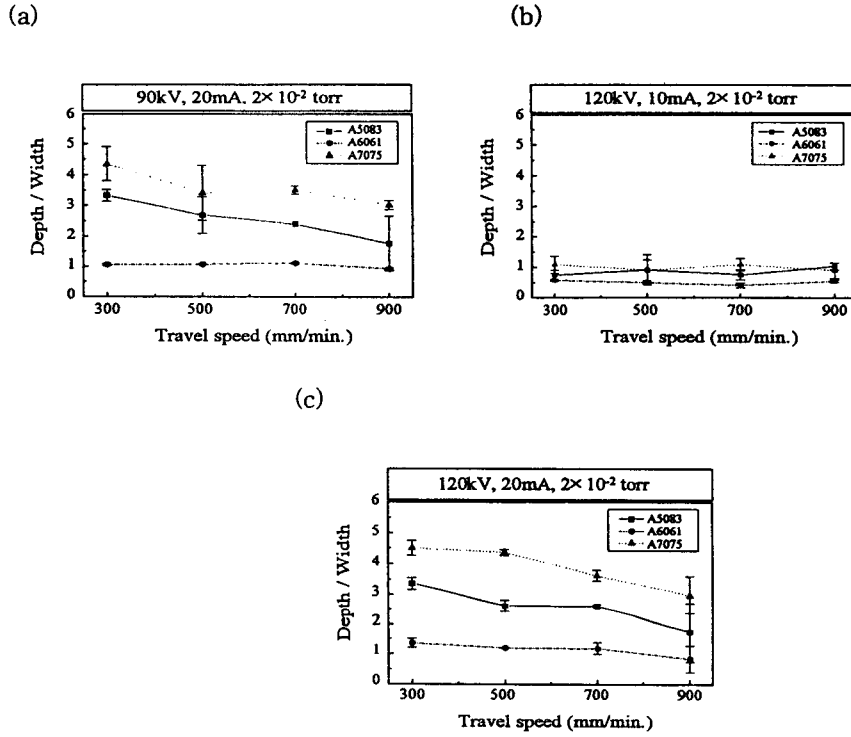 (a)
90kV, 20mA, 2×10⁻² torr
Depth / Width
6
5
4
3
2
1
0
A5083
A6061
A7075
300 500 700 900
Travel speed (mm/min.)
(b)
120kV, 10mA, 2×10⁻² torr
Depth / Width
6
5
4
3
2
1
0
A5083
A6061
A7075
300 500 700 900
Travel speed (mm/min.)
(c)
120kV, 20mA, 2×10⁻² torr
Depth / Width
6
5
4
3
2
1
0
A5083
A6061
A7075
300 500 700 900
Travel speed (mm/min.)